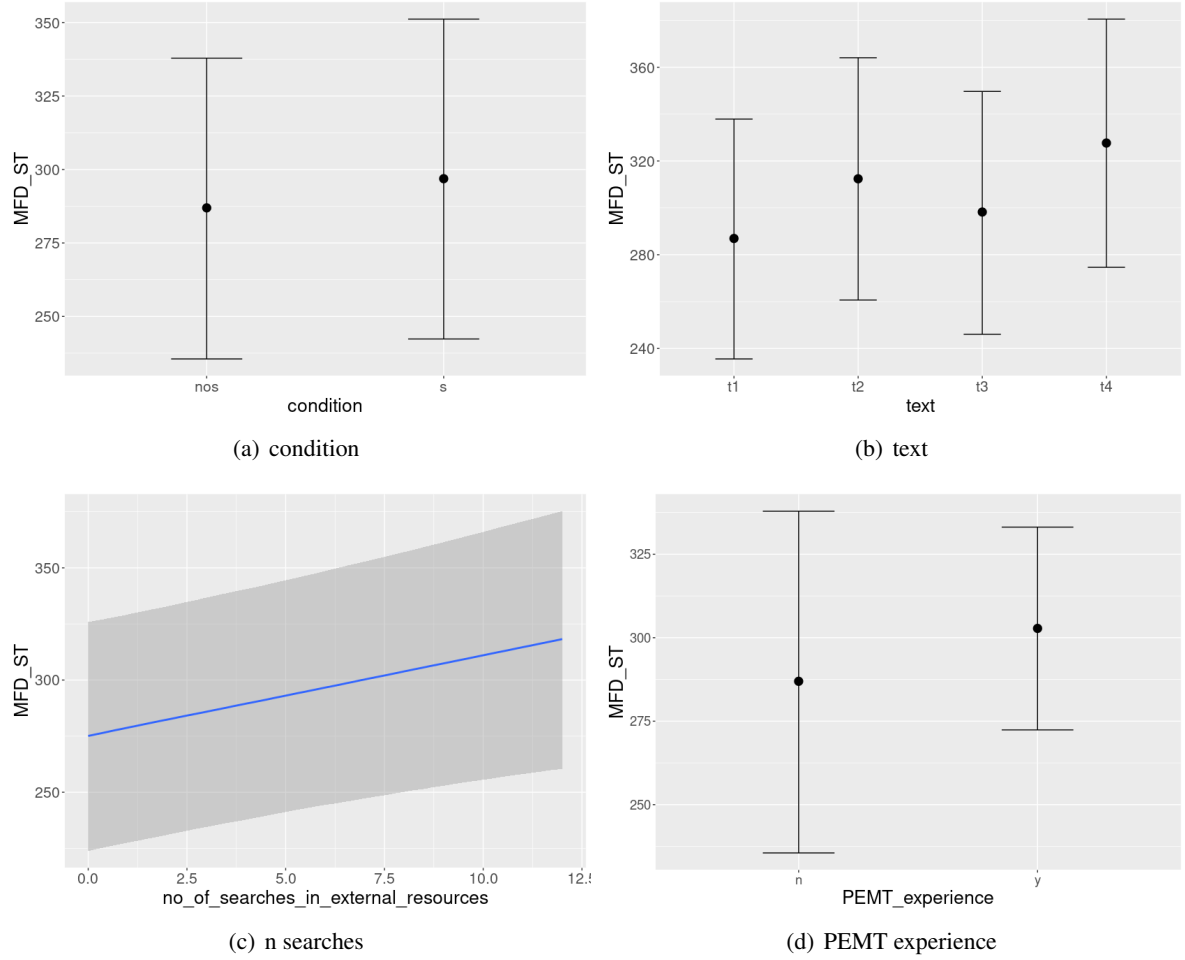 MFD_ST
350
325
300
275
250
nos
s
condition
(a) condition
MFD_ST
360
320
280
240
t1
t2
t3
t4
text
(b) text
MFD_ST
350
300
250
0.0
2.5
5.0
7.5
10.0
12.5
no_of_searches_in_external_resources
(c) n searches
MFD_ST
325
300
275
250
n
y
PEMT_experience
(d) PEMT experience